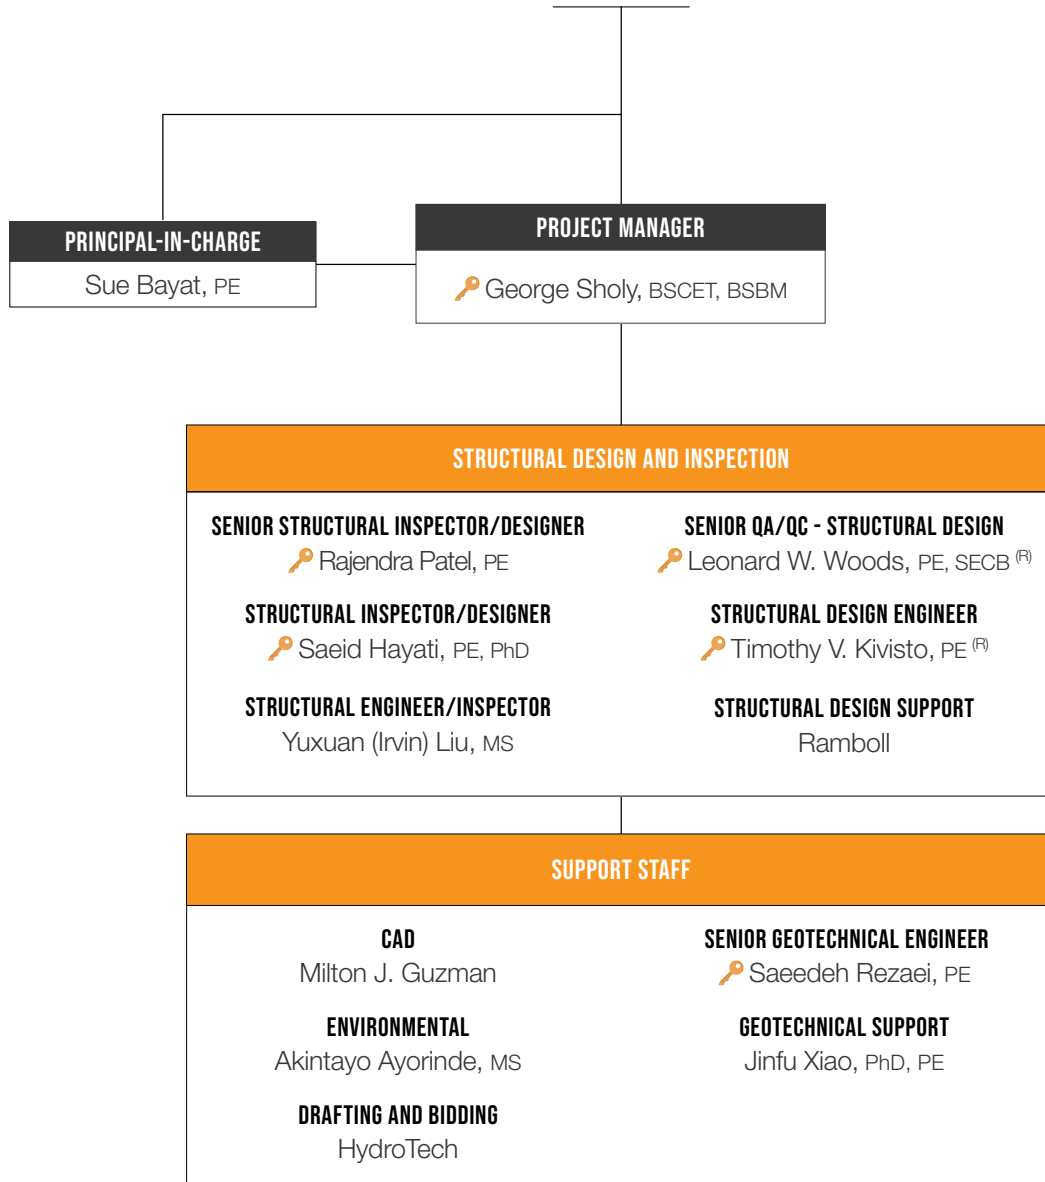 PRINCIPAL-IN-CHARGE
Sue Bayat, PE
PROJECT MANAGER
George Sholy, BSCET, BSBM
STRUCTURAL DESIGN AND INSPECTION
SENIOR STRUCTURAL INSPECTOR/DESIGNER
Rajendra Patel, PE
STRUCTURAL INSPECTOR/DESIGNER
Saeid Hayati, PE, PhD
STRUCTURAL ENGINEER/INSPECTOR
Yuxuan (Irvin) Liu, MS
SENIOR QA/QC - STRUCTURAL DESIGN
Leonard W. Woods, PE, SECB (R)
STRUCTURAL DESIGN ENGINEER
Timothy V. Kivisto, PE (R)
STRUCTURAL DESIGN SUPPORT
Ramboll
SUPPORT STAFF
CAD
Milton J. Guzman
ENVIRONMENTAL
Akintayo Ayorinde, MS
DRAFTING AND BIDDING
HydroTech
SENIOR GEOTECHNICAL ENGINEER
Saeedeh Rezaei, PE
GEOTECHNICAL SUPPORT
Jinfu Xiao, PhD, PE